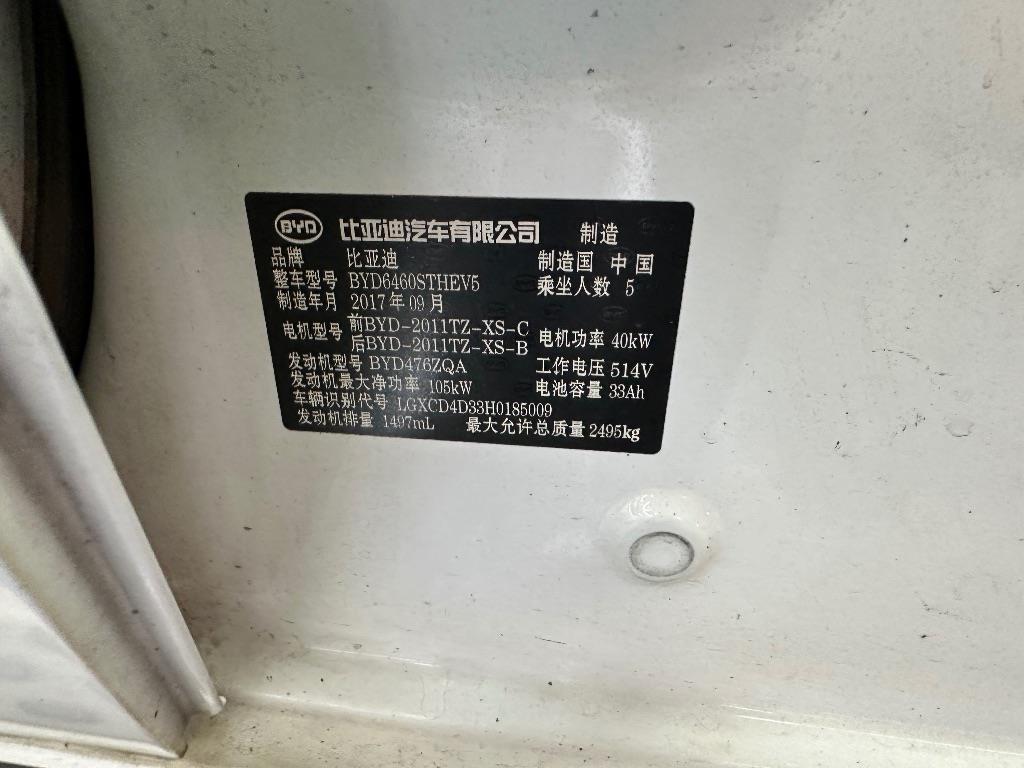 BYD 比亚迪汽车有限公司 制造
品牌 比亚迪 制造国 中国
整车型号 BYD6460STHEV5 乘坐人数 5
制造年月 2017年09月
电机型号 前BYD-2011TZ-XS-C 电机功率 40kW
后BYD-2011TZ-XS-B
发动机型号 BYD476ZQA 工作电压 514V
发动机最大净功率 105kW 电池容量 33Ah
车辆识别代号 LGXCD4D33H0185009
发动机排量 1497mL 最大允许总质量 2495kg